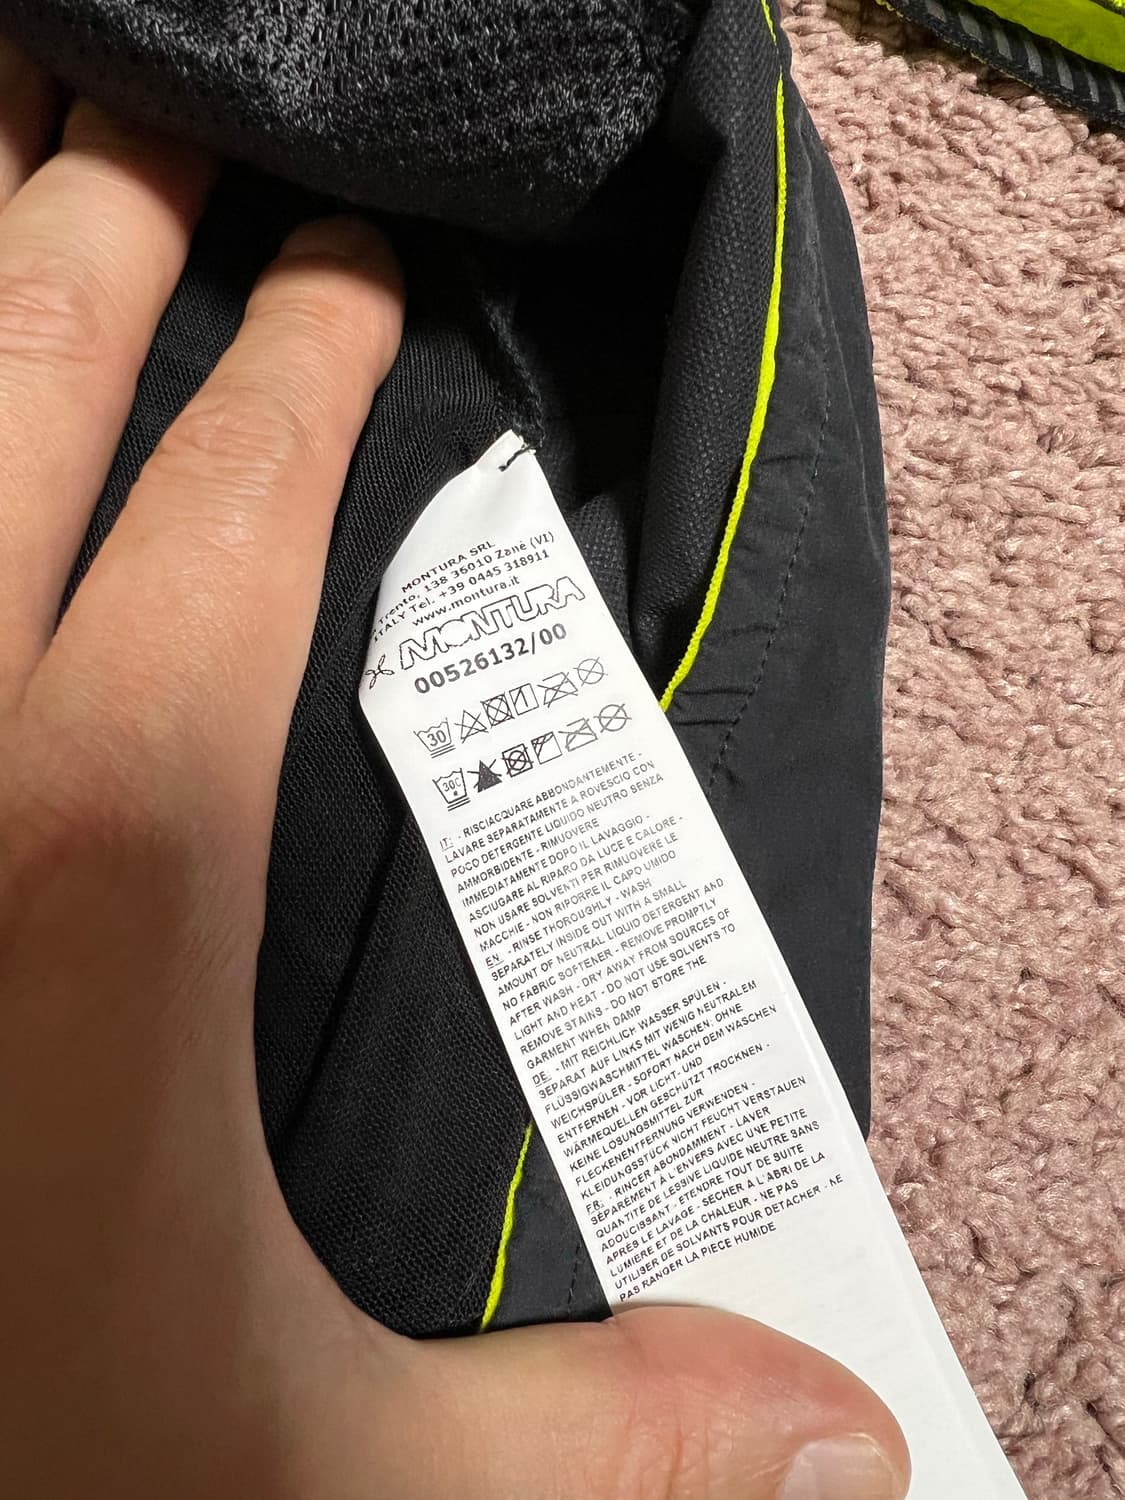 MONTURA SRL
Trento, 138 36010 Zanè (VI)
ITALY Tel. +39 0445 318911
www.montura.it
MONTURA
00526132/00
30
30C
IT: - RISCIACQUARE ABBONDANTEMENTE -
LAVARE SEPARATAMENTE A ROVESCIO CON
POCO DETERGENTE LIQUIDO NEUTRO SENZA
AMMORBIDENTE - RIMUOVERE
IMMEDIATAMENTE DOPO IL LAVAGGIO -
ASCIUGARE AL RIPARO DA LUCE E CALORE -
NON USARE SOLVENTI PER RIMUOVERE LE
MACCHIE - NON RIPORRE IL CAPO UMIDO
EN: - RINSE THOROUGHLY - WASH
SEPARATELY INSIDE OUT WITH A SMALL
AMOUNT OF NEUTRAL LIQUID DETERGENT AND
NO FABRIC SOFTENER - REMOVE PROMPTLY
AFTER WASH - DRY AWAY FROM SOURCES OF
LIGHT AND HEAT - DO NOT USE SOLVENTS TO
REMOVE STAINS - DO NOT STORE THE
GARMENT WHEN DAMP
DE: - MIT REICHLICH WASSER SPÜLEN -
SEPARAT AUF LINKS MIT WENIG NEUTRALEM
FLÜSSIGWASCHMITTEL WASCHEN: OHNE
WEICHSPÜLER - SOFORT NACH DEM WASCHEN
ENTFERNEN - VOR LICHT- UND
WÄRMEQUELLEN GESCHÜTZT TROCKNEN -
KEINE LÖSUNGSMITTEL ZUR
FLECKENENTFERNUNG VERWENDEN -
KLEIDUNGSSTÜCK NICHT FEUCHT VERSTAUEN
FR: - RINCER ABONDAMMENT - LAVER
SÉPARÉMENT À L'ENVERS AVEC UNE PETITE
QUANTITÉ DE LESSIVE LIQUIDE NEUTRE SANS
ADOUCISSANT - ÉTENDRE TOUT DE SUITE
APRÈS LE LAVAGE - SÉCHER À L'ABRI DE LA
LUMIERE ET DE LA CHALEUR - NE PAS
UTILISER DE SOLVANTS POUR DETACHER - NE
PAS RANGER LA PIECE HUMIDE